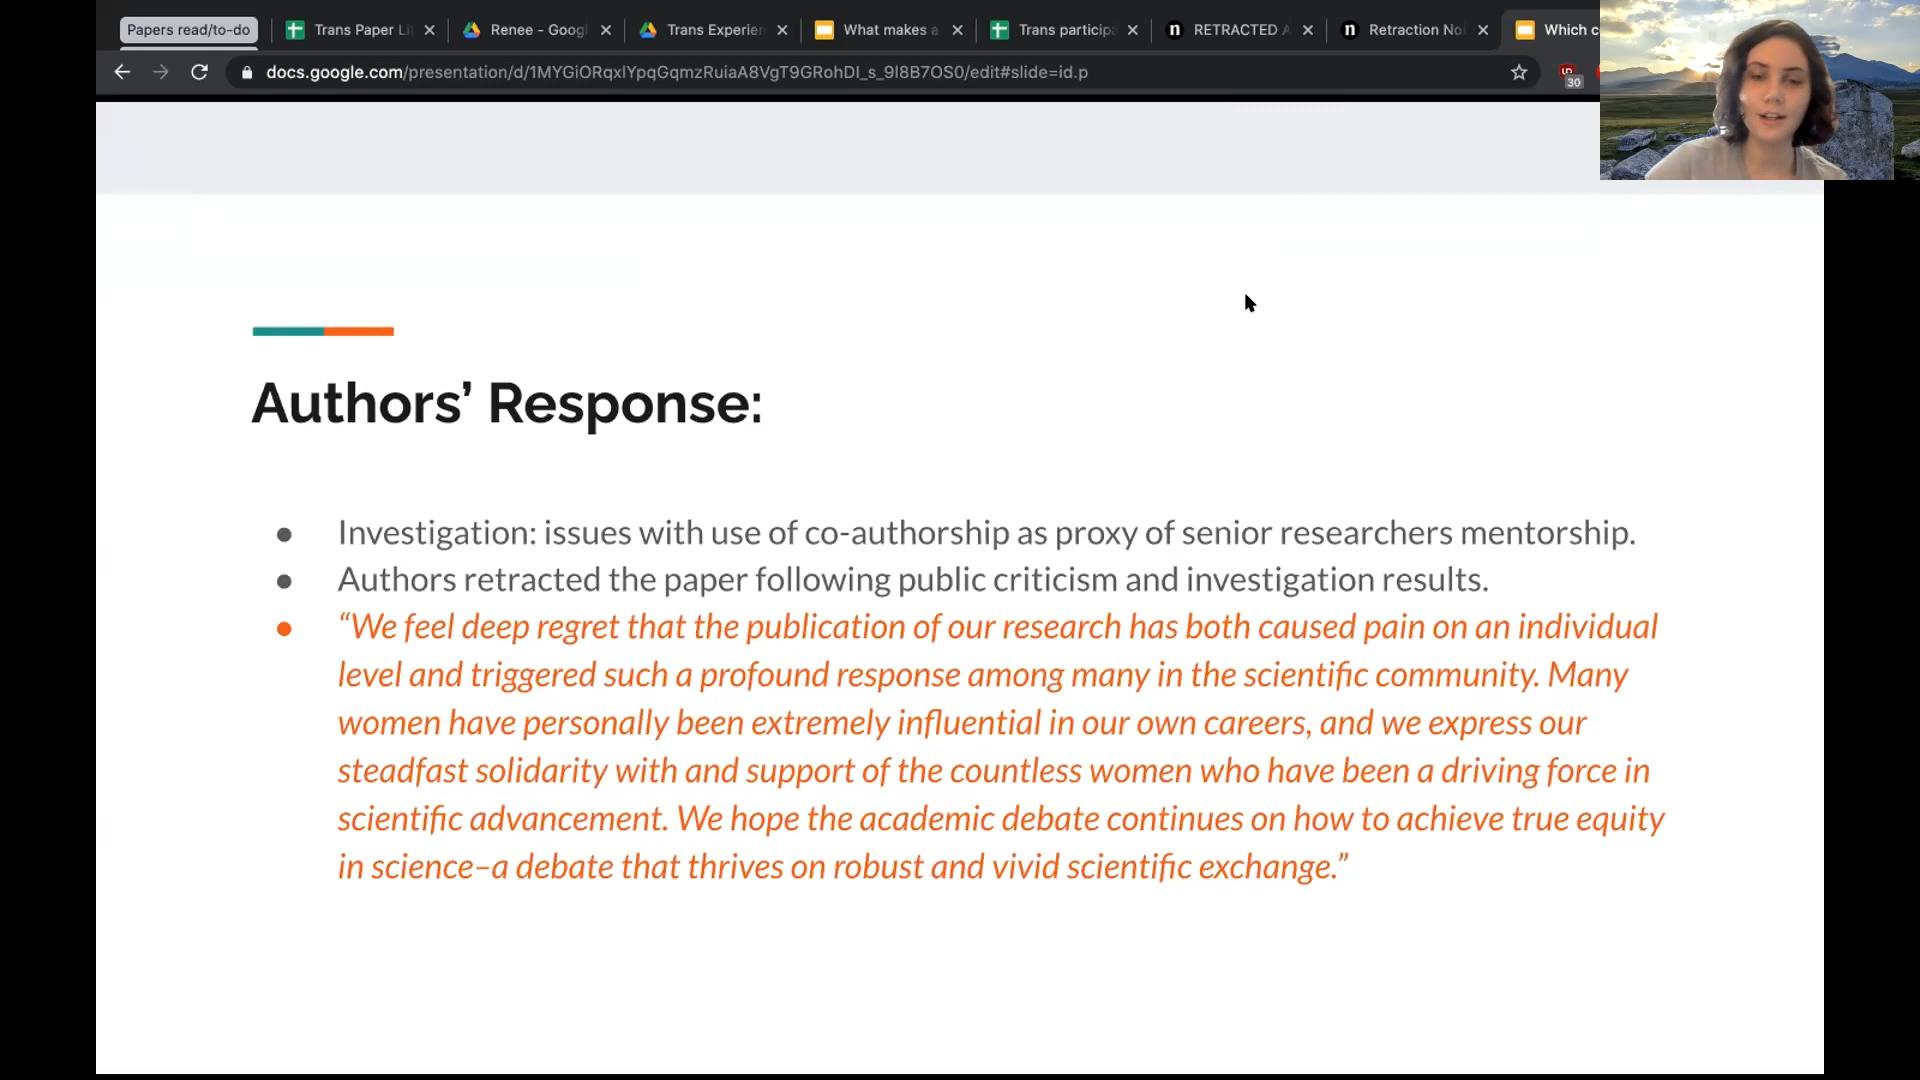 Papers read/to-do
Trans Paper Li
Renee - Googl
Trans Experien
What makes a
Trans particip
RETRACTED A
Retraction No
Which c
docs.google.com/presentation/d/1MYGiORqxlYpqGqmzRuiaA8VgT9GRohDI_s_9I8B7OS0/edit#slide=id.p
30
Authors’ Response:
● Investigation: issues with use of co-authorship as proxy of senior researchers mentorship.
● Authors retracted the paper following public criticism and investigation results.
● “We feel deep regret that the publication of our research has both caused pain on an individual
level and triggered such a profound response among many in the scientific community. Many
women have personally been extremely influential in our own careers, and we express our
steadfast solidarity with and support of the countless women who have been a driving force in
scientific advancement. We hope the academic debate continues on how to achieve true equity
in science–a debate that thrives on robust and vivid scientific exchange.”